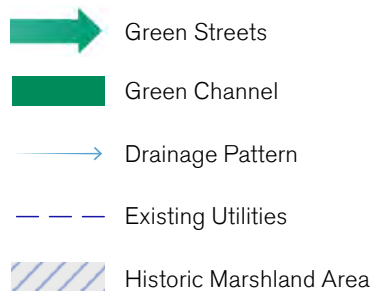 Green Streets
Green Channel
Drainage Pattern
Existing Utilities
Historic Marshland Area